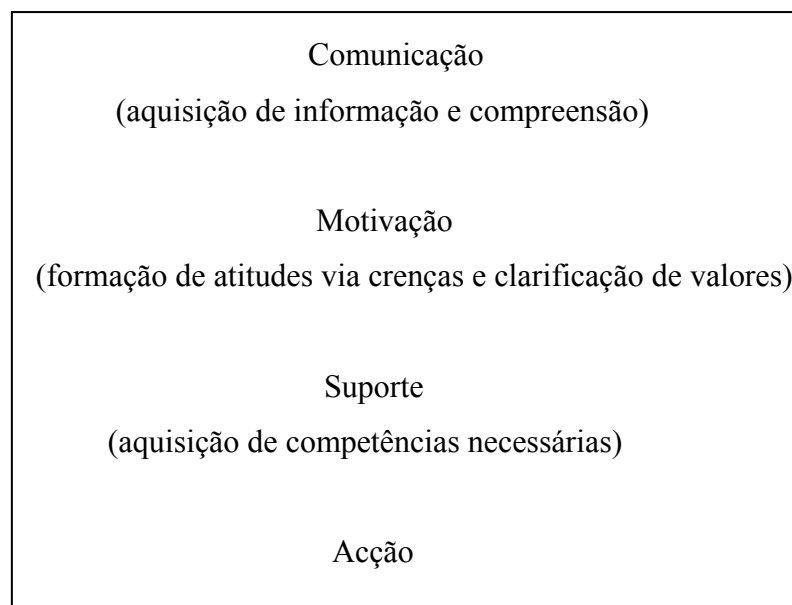 Comunicação
(aquisição de informação e compreensão)
Motivação
(formação de atitudes via crenças e clarificação de valores)
Suporte
(aquisição de competências necessárias)
Acção